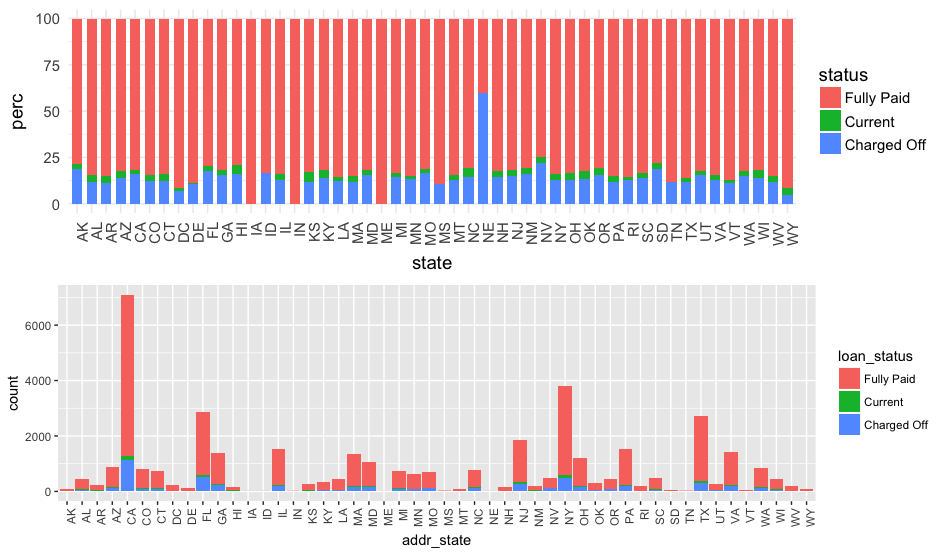 100
75
50
25
0
perc
AK AL AR AZ CA CO CT DC DE FL GA HI IA ID IL IN KS KY LA MA MD ME MI MN MO MS MT NC NE NH NJ NM NV NY OH OK OR PA RI SC SD TN TX UT VA VT WA WI WV WY
state
status
Fully Paid
Current
Charged Off
6000
4000
2000
0
count
AK AL AR AZ CA CO CT DC DE FL GA HI IA ID IL IN KS KY LA MA MD ME MI MN MO MS MT NC NE NH NJ NM NV NY OH OK OR PA RI SC SD TN TX UT VA VT WA WI WV WY
addr_state
loan_status
Fully Paid
Current
Charged Off